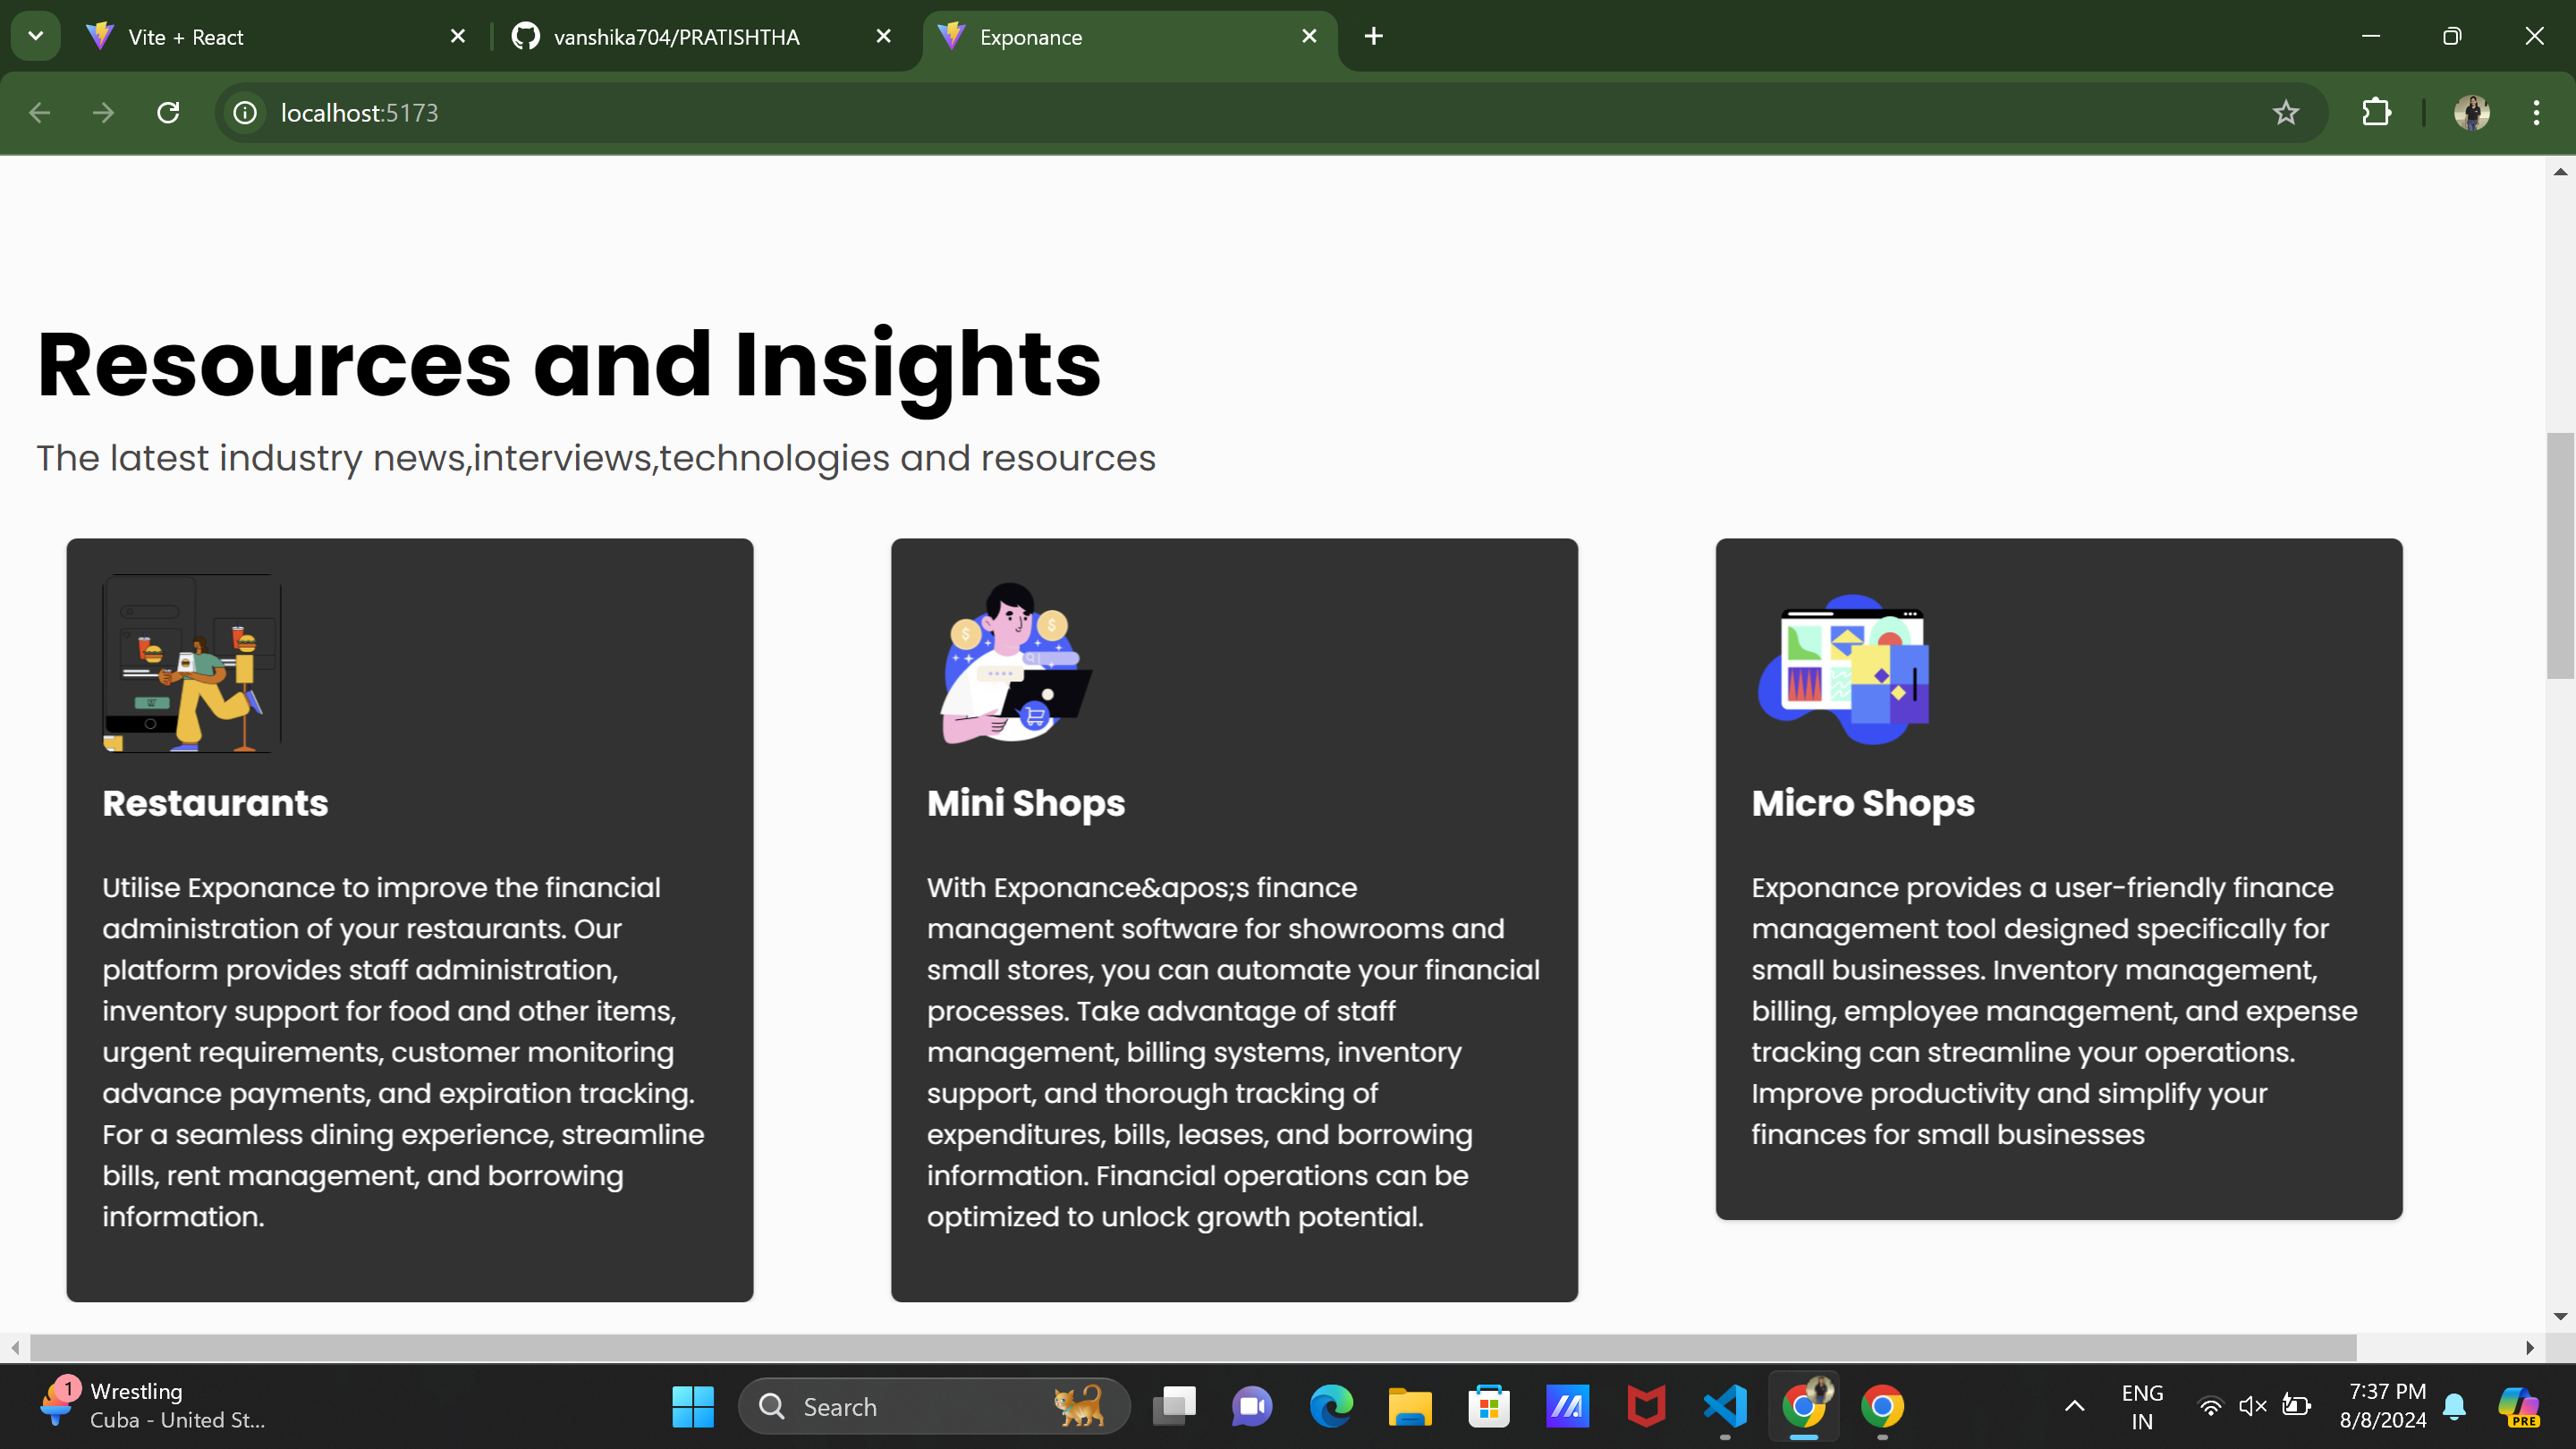 Vite + React
vanshika704/PRATISHTHA
Exponance
localhost:5173
Resources and Insights
The latest industry news,interviews,technologies and resources
Restaurants
Utilise Exponance to improve the financial
administration of your restaurants. Our
platform provides staff administration,
inventory support for food and other items,
urgent requirements, customer monitoring
advance payments, and expiration tracking.
For a seamless dining experience, streamline
bills, rent management, and borrowing
information.
Mini Shops
With Exponance&apos;s finance
management software for showrooms and
small stores, you can automate your financial
processes. Take advantage of staff
management, billing systems, inventory
support, and thorough tracking of
expenditures, bills, leases, and borrowing
information. Financial operations can be
optimized to unlock growth potential.
Micro Shops
Exponance provides a user-friendly finance
management tool designed specifically for
small businesses. Inventory management,
billing, employee management, and expense
tracking can streamline your operations.
Improve productivity and simplify your
finances for small businesses
1
Wrestling
Cuba - United St...
Search
ENG
IN
7:37 PM
8/8/2024
PRE